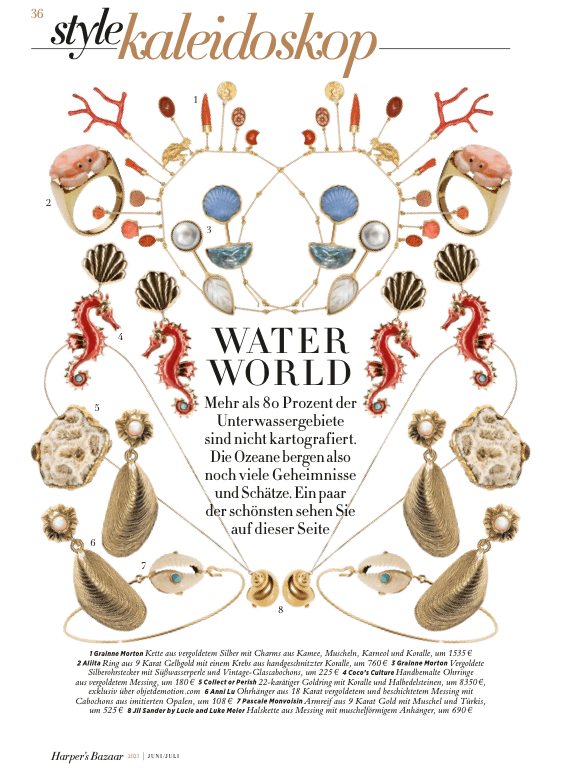 36
style kaleidoskop
1
2
3
4
WATER
WORLD
Mehr als 80 Prozent der
Unterwassergebiete
sind nicht kartografiert.
Die Ozeane bergen also
noch viele Geheimnisse
und Schätze. Ein paar
der schönsten sehen Sie
auf dieser Seite
5
6
7
8
1 Grainne Morton Kette aus vergoldetem Silber mit Charms aus Kamee, Muscheln, Karneol und Koralle, um 1535 €
2 Aliita Ring aus 9 Karat Gelbgold mit einem Krebs aus handgeschnitzter Koralle, um 760 € 3 Grainne Morton Vergoldete
Silberohrstecker mit Süßwasserperle und Vintage-Glascabochons, um 225 € 4 Coco's Culture Handbemalte Ohrringe
aus vergoldetem Messing, um 180 € 5 Collect or Perish 22-karätiger Goldring mit Koralle und Halbedelsteinen, um 8350 €,
exklusiv über objetdemotion.com 6 Anni Lu Ohrhänger aus 18 Karat vergoldetem und beschichtetem Messing mit
Cabochons aus imitierten Opalen, um 108 € 7 Pascale Monvoisin Armreif aus 9 Karat Gold mit Muschel und Türkis,
um 525 € 8 Jil Sander by Lucie and Luke Meier Halskette aus Messing mit muschelförmigem Anhänger, um 690 €
Harper's Bazaar 2021 | JUNI/JULI